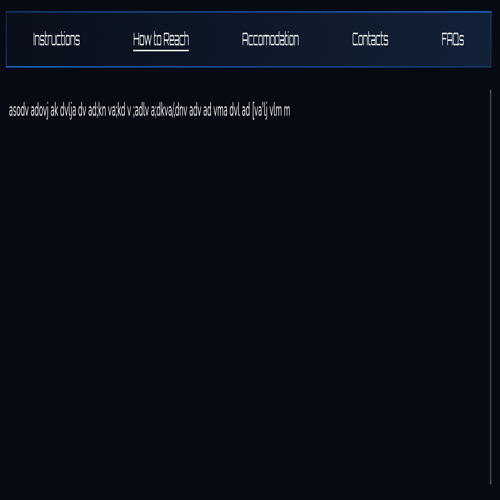 Instructions How to Reach Accomodation Contacts FAQs
asodv adovj ak dvlja dv ad;kn va;kd v ;adlv a;dkva/,dnv adv ad vma dvl ad [va'lj vlm m